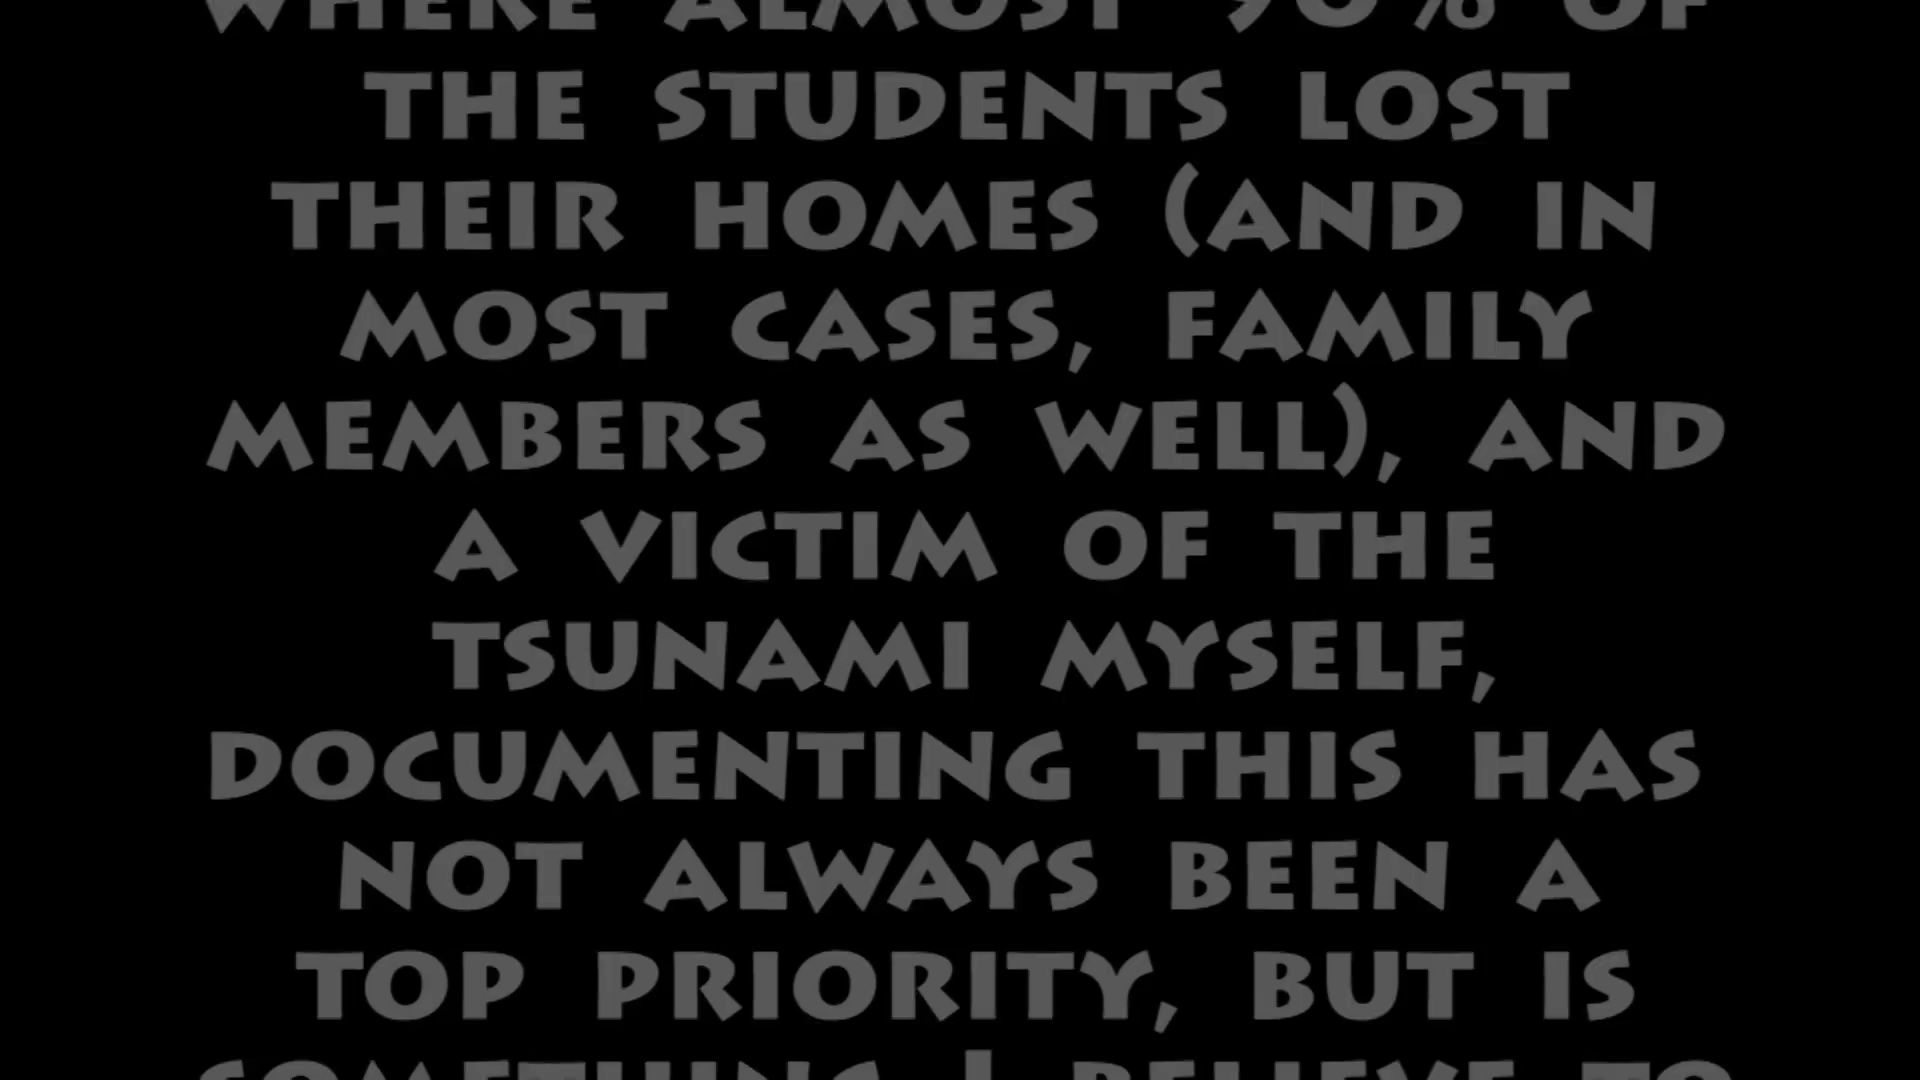 WHERE ALMOST 90% OF
THE STUDENTS LOST
THEIR HOMES (AND IN
MOST CASES, FAMILY
MEMBERS AS WELL), AND
A VICTIM OF THE
TSUNAMI MYSELF,
DOCUMENTING THIS HAS
NOT ALWAYS BEEN A
TOP PRIORITY, BUT IS
SOMETHING I BELIEVE TO